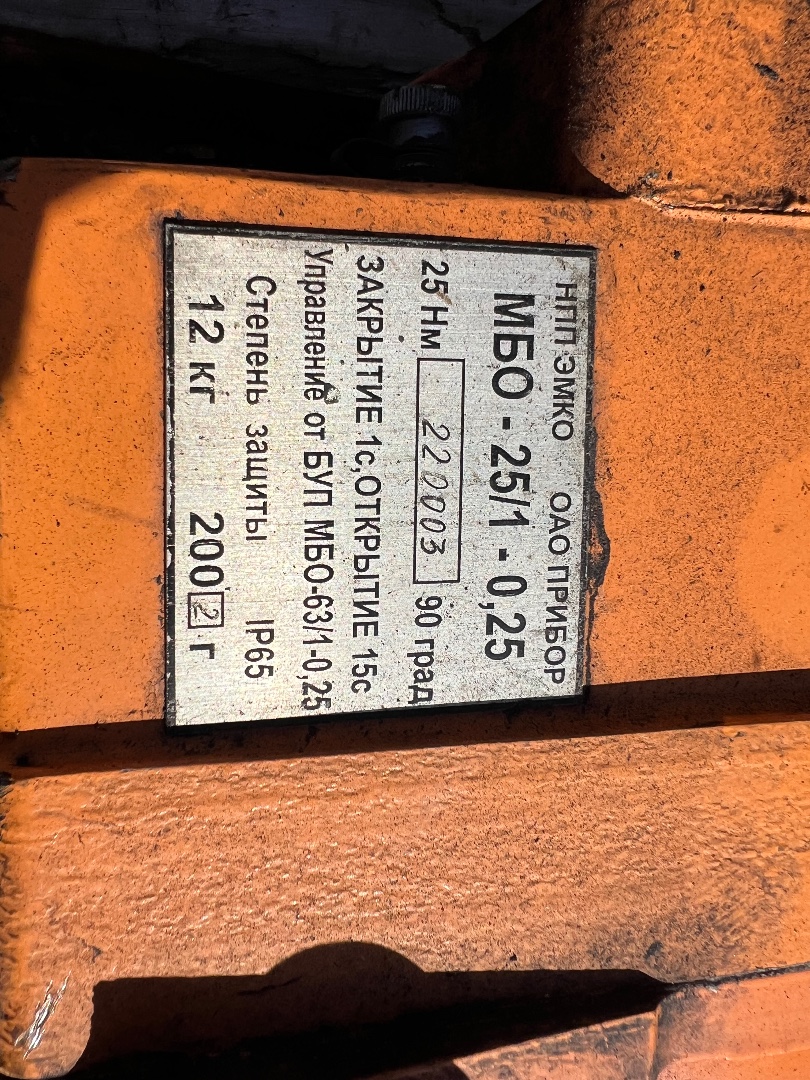 НПП ЭМКО ОАО ПРИБОР
МБО - 25/1 - 0,25
25 Нм 220003 90 град
ЗАКРЫТИЕ 1с,ОТКРЫТИЕ 15с
Управление от БУП МБО-63/1-0,25
Степень защиты IP65
12 кг 2002 г